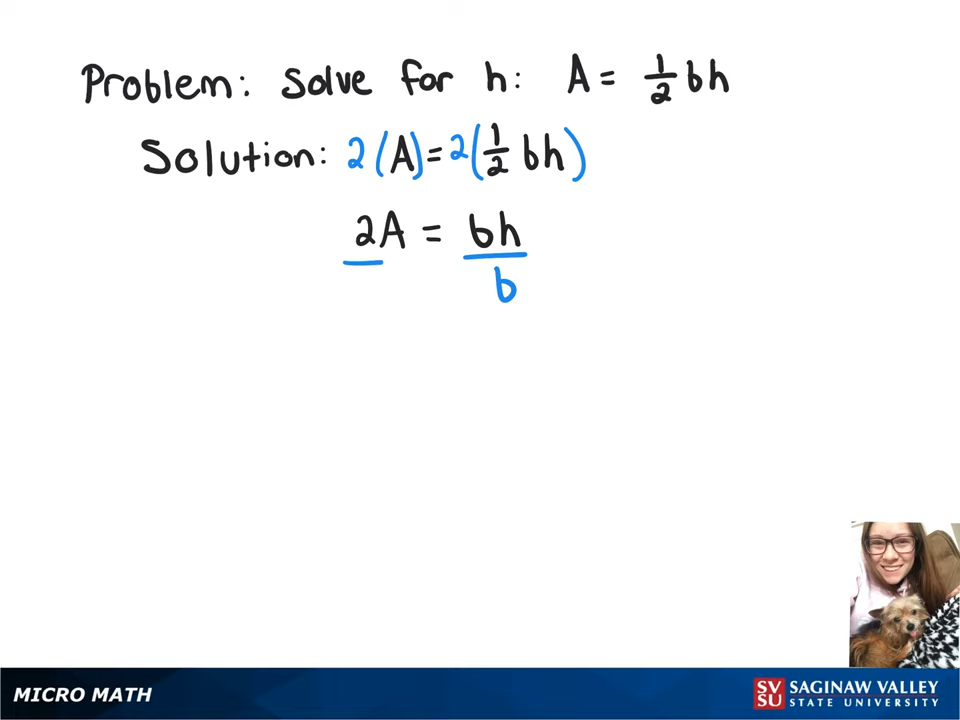 Problem: Solve for h: A = 1/2 bh
Solution: 2(A) = 2(1/2 bh)
2A = bh
b
MICRO MATH
SVSU SAGINAW VALLEY
STATE UNIVERSITY